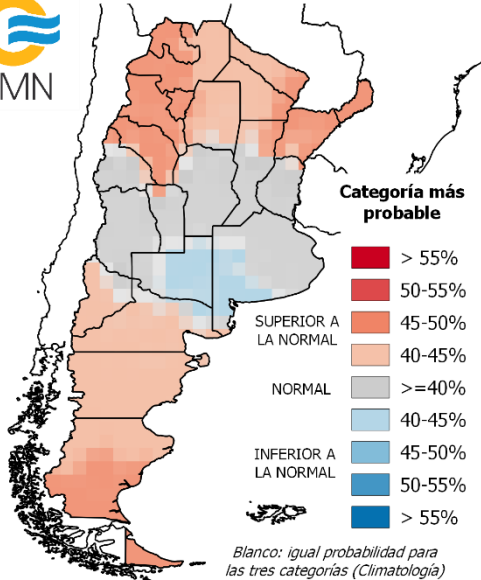 MN
Categoría más
probable
> 55%
50-55%
SUPERIOR A
LA NORMAL
45-50%
40-45%
NORMAL
>=40%
40-45%
INFERIOR A
LA NORMAL
45-50%
50-55%
> 55%
Blanco: igual probabilidad para
las tres categorías (Climatología)